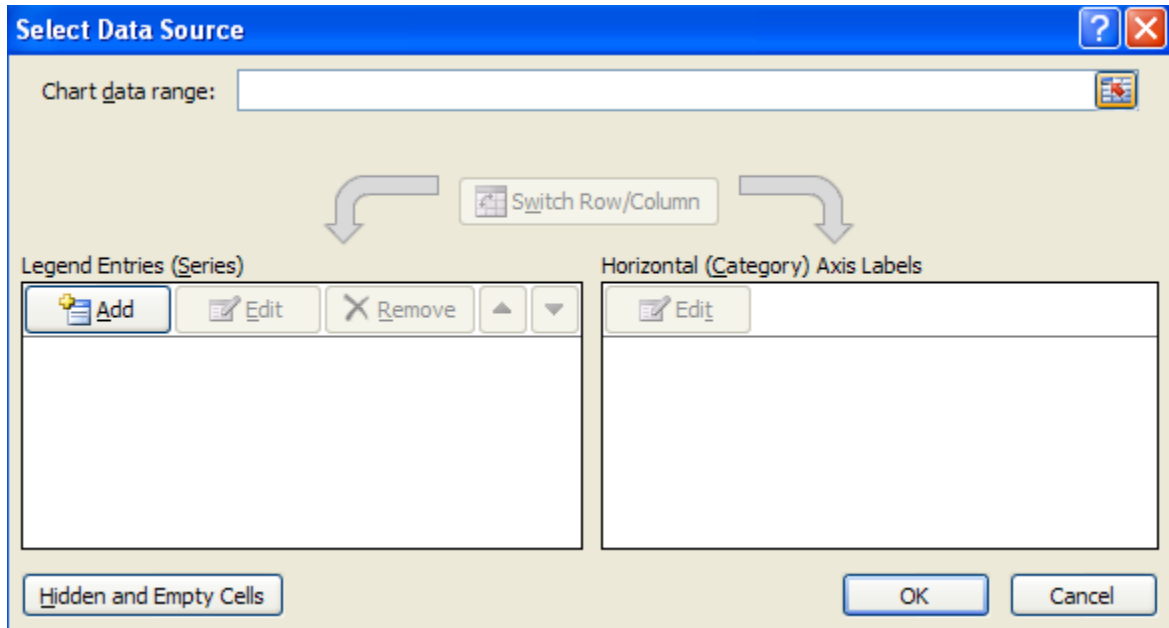 Select Data Source
Chart data range:
Switch Row/Column
Legend Entries (Series)
Horizontal (Category) Axis Labels
Add Edit Remove
Edit
Hidden and Empty Cells
OK Cancel